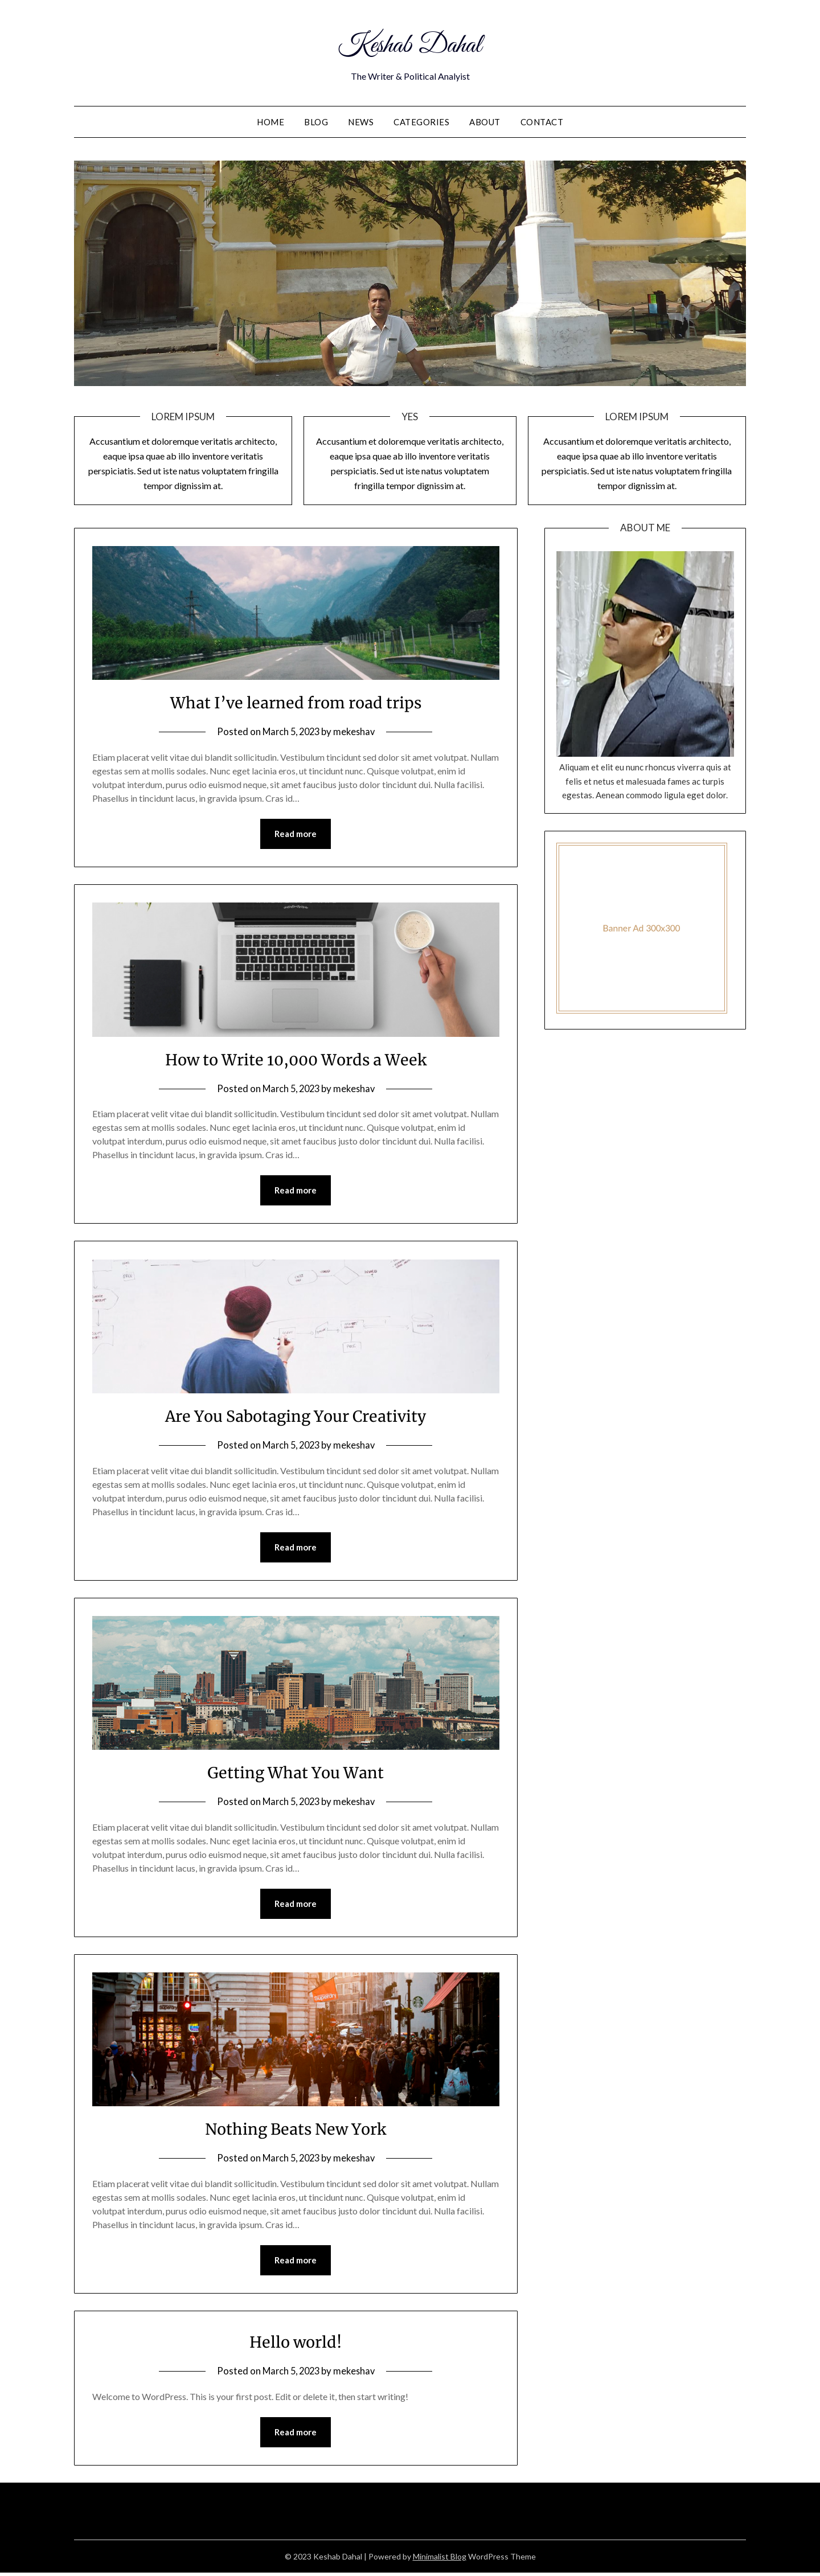 Keshab Dahal
The Writer & Political Analyist
HOME BLOG NEWS CATEGORIES ABOUT CONTACT
LOREM IPSUM
Accusantium et doloremque veritatis architecto,
eaque ipsa quae ab illo inventore veritatis
perspiciatis. Sed ut iste natus voluptatem fringilla
tempor dignissim at.
YES
Accusantium et doloremque veritatis architecto,
eaque ipsa quae ab illo inventore veritatis
perspiciatis. Sed ut iste natus voluptatem
fringilla tempor dignissim at.
LOREM IPSUM
Accusantium et doloremque veritatis architecto,
eaque ipsa quae ab illo inventore veritatis
perspiciatis. Sed ut iste natus voluptatem fringilla
tempor dignissim at.
What I’ve learned from road trips
Posted on March 5, 2023 by mekeshav
Etiam placerat velit vitae dui blandit sollicitudin. Vestibulum tincidunt sed dolor sit amet volutpat. Nullam
egestas sem at mollis sodales. Nunc eget lacinia eros, ut tincidunt nunc. Quisque volutpat, enim id
volutpat interdum, purus odio euismod neque, sit amet faucibus justo dolor tincidunt dui. Nulla facilisi.
Phasellus in tincidunt lacus, in gravida ipsum. Cras id…
Read more
How to Write 10,000 Words a Week
Posted on March 5, 2023 by mekeshav
Etiam placerat velit vitae dui blandit sollicitudin. Vestibulum tincidunt sed dolor sit amet volutpat. Nullam
egestas sem at mollis sodales. Nunc eget lacinia eros, ut tincidunt nunc. Quisque volutpat, enim id
volutpat interdum, purus odio euismod neque, sit amet faucibus justo dolor tincidunt dui. Nulla facilisi.
Phasellus in tincidunt lacus, in gravida ipsum. Cras id…
Read more
Are You Sabotaging Your Creativity
Posted on March 5, 2023 by mekeshav
Etiam placerat velit vitae dui blandit sollicitudin. Vestibulum tincidunt sed dolor sit amet volutpat. Nullam
egestas sem at mollis sodales. Nunc eget lacinia eros, ut tincidunt nunc. Quisque volutpat, enim id
volutpat interdum, purus odio euismod neque, sit amet faucibus justo dolor tincidunt dui. Nulla facilisi.
Phasellus in tincidunt lacus, in gravida ipsum. Cras id…
Read more
Getting What You Want
Posted on March 5, 2023 by mekeshav
Etiam placerat velit vitae dui blandit sollicitudin. Vestibulum tincidunt sed dolor sit amet volutpat. Nullam
egestas sem at mollis sodales. Nunc eget lacinia eros, ut tincidunt nunc. Quisque volutpat, enim id
volutpat interdum, purus odio euismod neque, sit amet faucibus justo dolor tincidunt dui. Nulla facilisi.
Phasellus in tincidunt lacus, in gravida ipsum. Cras id…
Read more
Nothing Beats New York
Posted on March 5, 2023 by mekeshav
Etiam placerat velit vitae dui blandit sollicitudin. Vestibulum tincidunt sed dolor sit amet volutpat. Nullam
egestas sem at mollis sodales. Nunc eget lacinia eros, ut tincidunt nunc. Quisque volutpat, enim id
volutpat interdum, purus odio euismod neque, sit amet faucibus justo dolor tincidunt dui. Nulla facilisi.
Phasellus in tincidunt lacus, in gravida ipsum. Cras id…
Read more
Hello world!
Posted on March 5, 2023 by mekeshav
Welcome to WordPress. This is your first post. Edit or delete it, then start writing!
Read more
ABOUT ME
Aliquam et elit eu nunc rhoncus viverra quis at
felis et netus et malesuada fames ac turpis
egestas. Aenean commodo ligula eget dolor.
Banner Ad 300x300
© 2023 Keshab Dahal | Powered by Minimalist Blog WordPress Theme